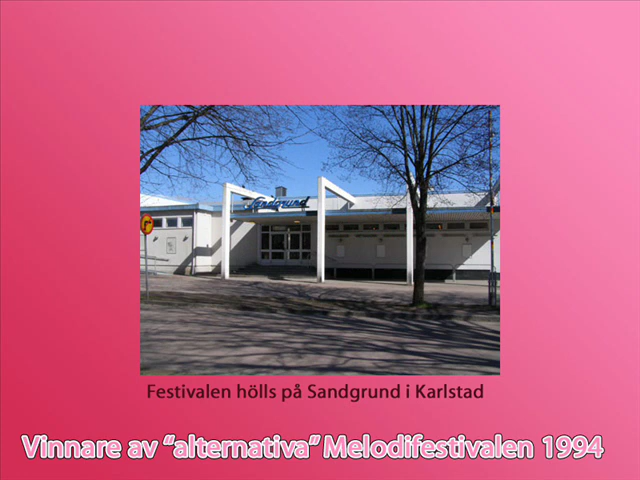 Sandgrund
Festivalen hölls på Sandgrund i Karlstad
Vinnare av “alternativa” Melodifestivalen 1994